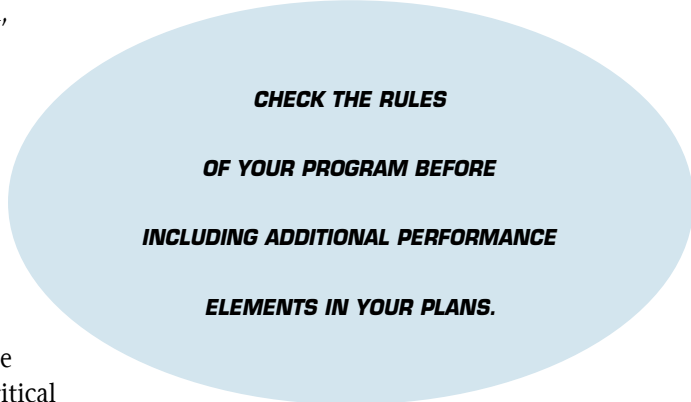 CHECK THE RULES
OF YOUR PROGRAM BEFORE
INCLUDING ADDITIONAL PERFORMANCE
ELEMENTS IN YOUR PLANS.